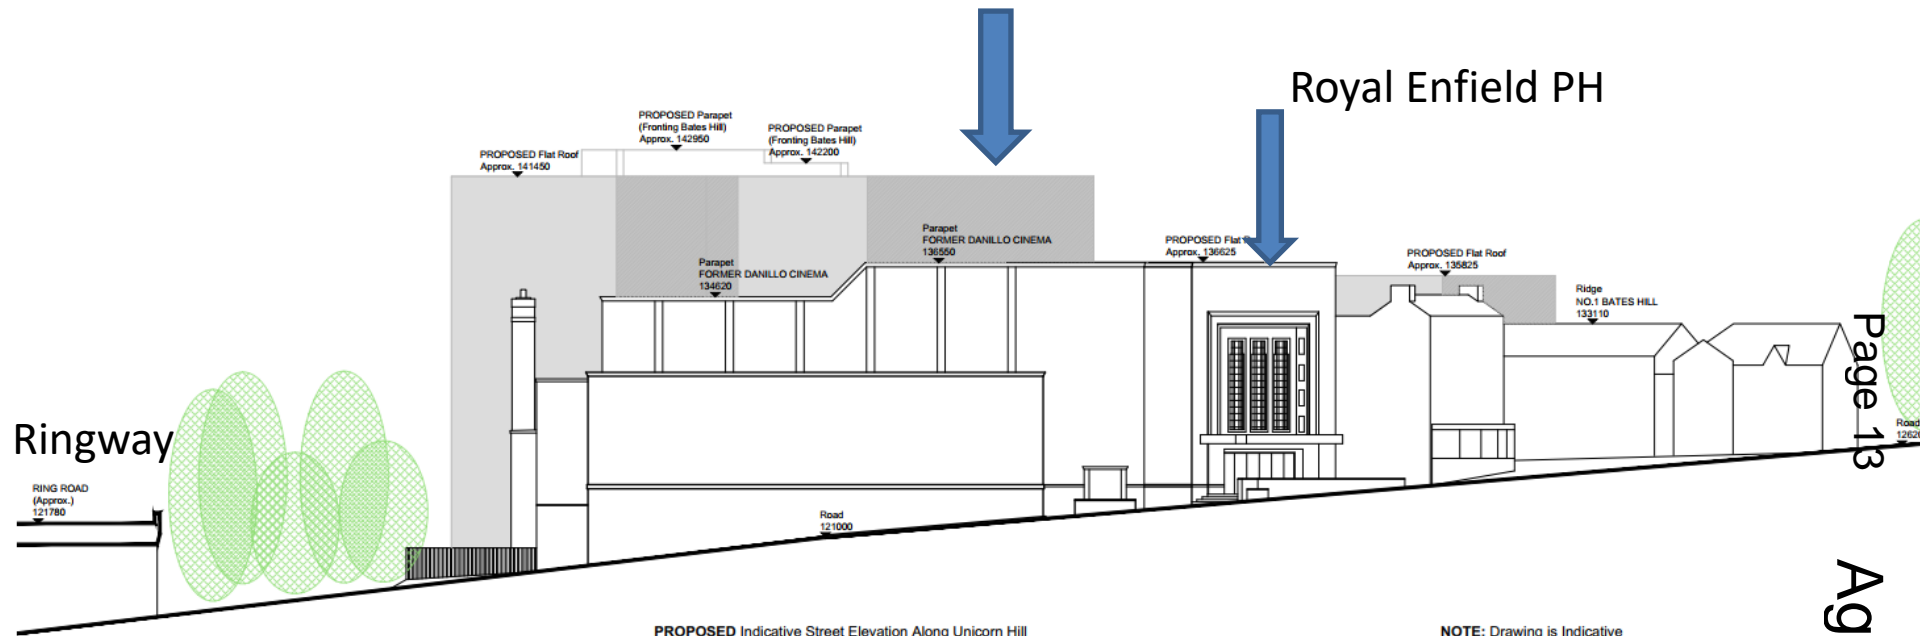 Royal Enfield PH
PROPOSED Parapet
(Fronting Bates Hill)
Approx. 142950
PROPOSED Parapet
(Fronting Bates Hill)
Approx. 142200
PROPOSED Flat Roof
Approx. 141450
Parapet
FORMER DANILLO CINEMA
136550
PROPOSED Flat
Approx. 136625
PROPOSED Flat Roof
Approx. 135825
Parapet
FORMER DANILLO CINEMA
134620
Ridge
NO.1 BATES HILL
133110
Page 13
Ringway
Road
RING ROAD
(Approx.)
121780
Road
121000
Ag
PROPOSED Indicative Street Elevation Along Unicorn Hill
NOTE: Drawing is Indicative